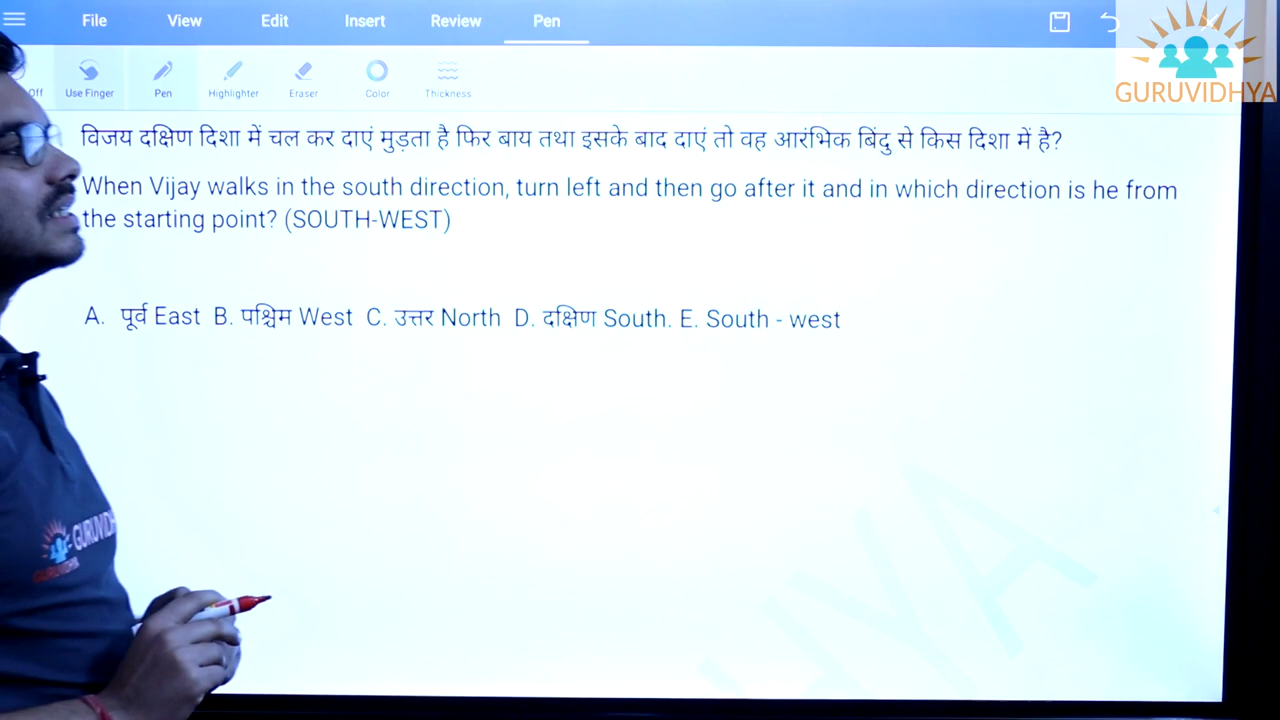 File View Edit Insert Review Pen
Off Use Finger Pen Highlighter Eraser Color Thickness
GURUVIDHYA
विजय दक्षिण दिशा में चल कर दाएं मुड़ता है फिर बाय तथा इसके बाद दाएं तो वह आरंभिक बिंदु से किस दिशा में है?
When Vijay walks in the south direction, turn left and then go after it and in which direction is he from
the starting point? (SOUTH-WEST)
A. पूर्व East B. पश्चिम West C. उत्तर North D. दक्षिण South. E. South - west
HYA
GURUVIDH